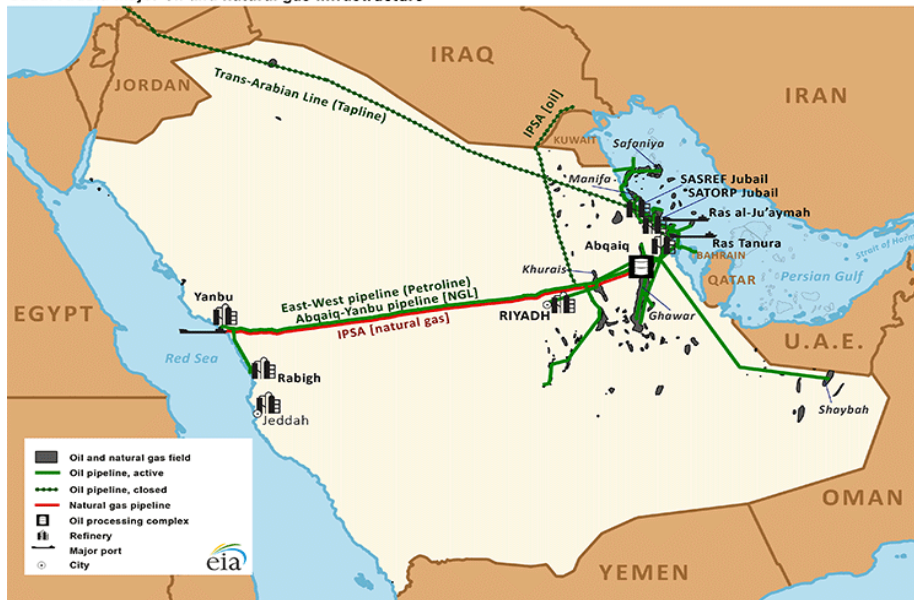 IRAQ
IRAN
JORDAN
Trans-Arabian Line (Tapline)
IPSA [oil]
KUWAIT
Safaniya
Manifa
SASREF Jubail
SATORP Jubail
Ras al-Ju'aymah
Abqaiq
Ras Tanura
BAHRAIN
Strait of
Khurais
Persian Gulf
QATAR
EGYPT
Yanbu
East-West pipeline (Petroline)
Abqaiq-Yanbu pipeline [NGL]
IPSA [natural gas]
RIYADH
Ghawar
U.A.E.
Red Sea
Rabigh
Jeddah
Shaybah
OMAN
YEMEN
Oil and natural gas field
Oil pipeline, active
Oil pipeline, closed
Natural gas pipeline
Oil processing complex
Refinery
Major port
City
eia